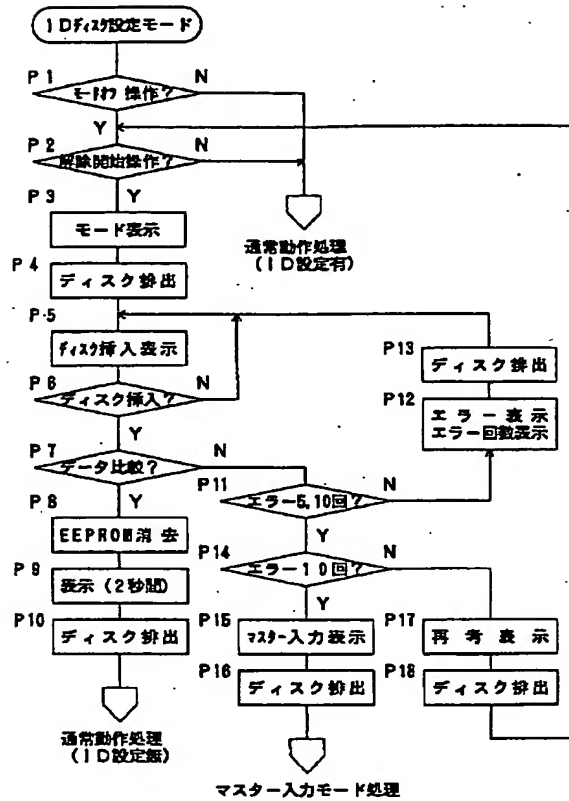 IDディスク設定モード
P1
N
モードオフ 操作?
Y
P2
N
解除開始操作?
P3
Y
モード表示
通常動作処理
(ID設定有)
P4
ディスク排出
P5
ディスク挿入表示
P13
ディスク排出
P6
N
ディスク挿入?
P12
エラー表示
エラー回数表示
Y
P7
N
データ比較?
P11
N
エラー5,10回?
Y
P8
EEPROM消去
Y
P14
N
エラー10回?
P9
表示(2秒間)
Y
P10
ディスク排出
P15
マスター入力表示
P17
再考表示
P16
ディスク排出
P18
ディスク排出
通常動作処理
(ID設定無)
マスター入力モード処理